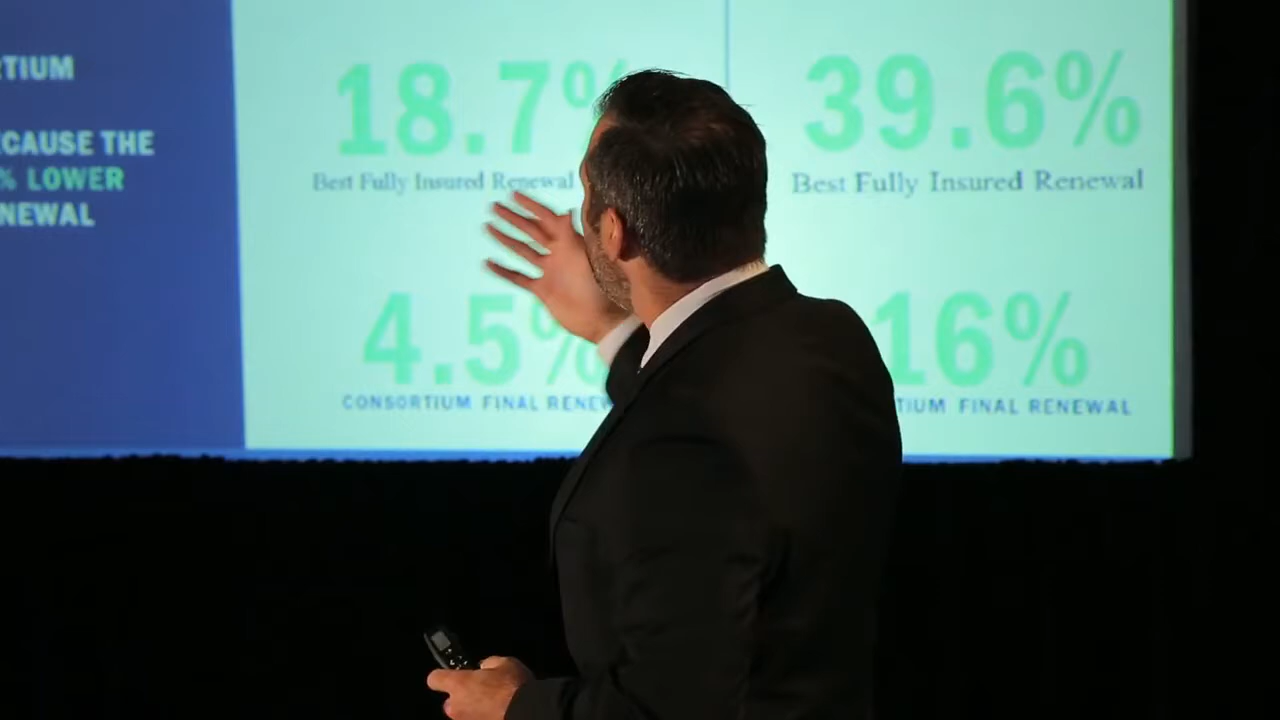 RTIUM
ECAUSE THE
% LOWER
NEWAL
18.7%
Best Fully Insured Renewal
4.5%
CONSORTIUM FINAL RENEW
39.6%
Best Fully Insured Renewal
16%
TIUM FINAL RENEWAL